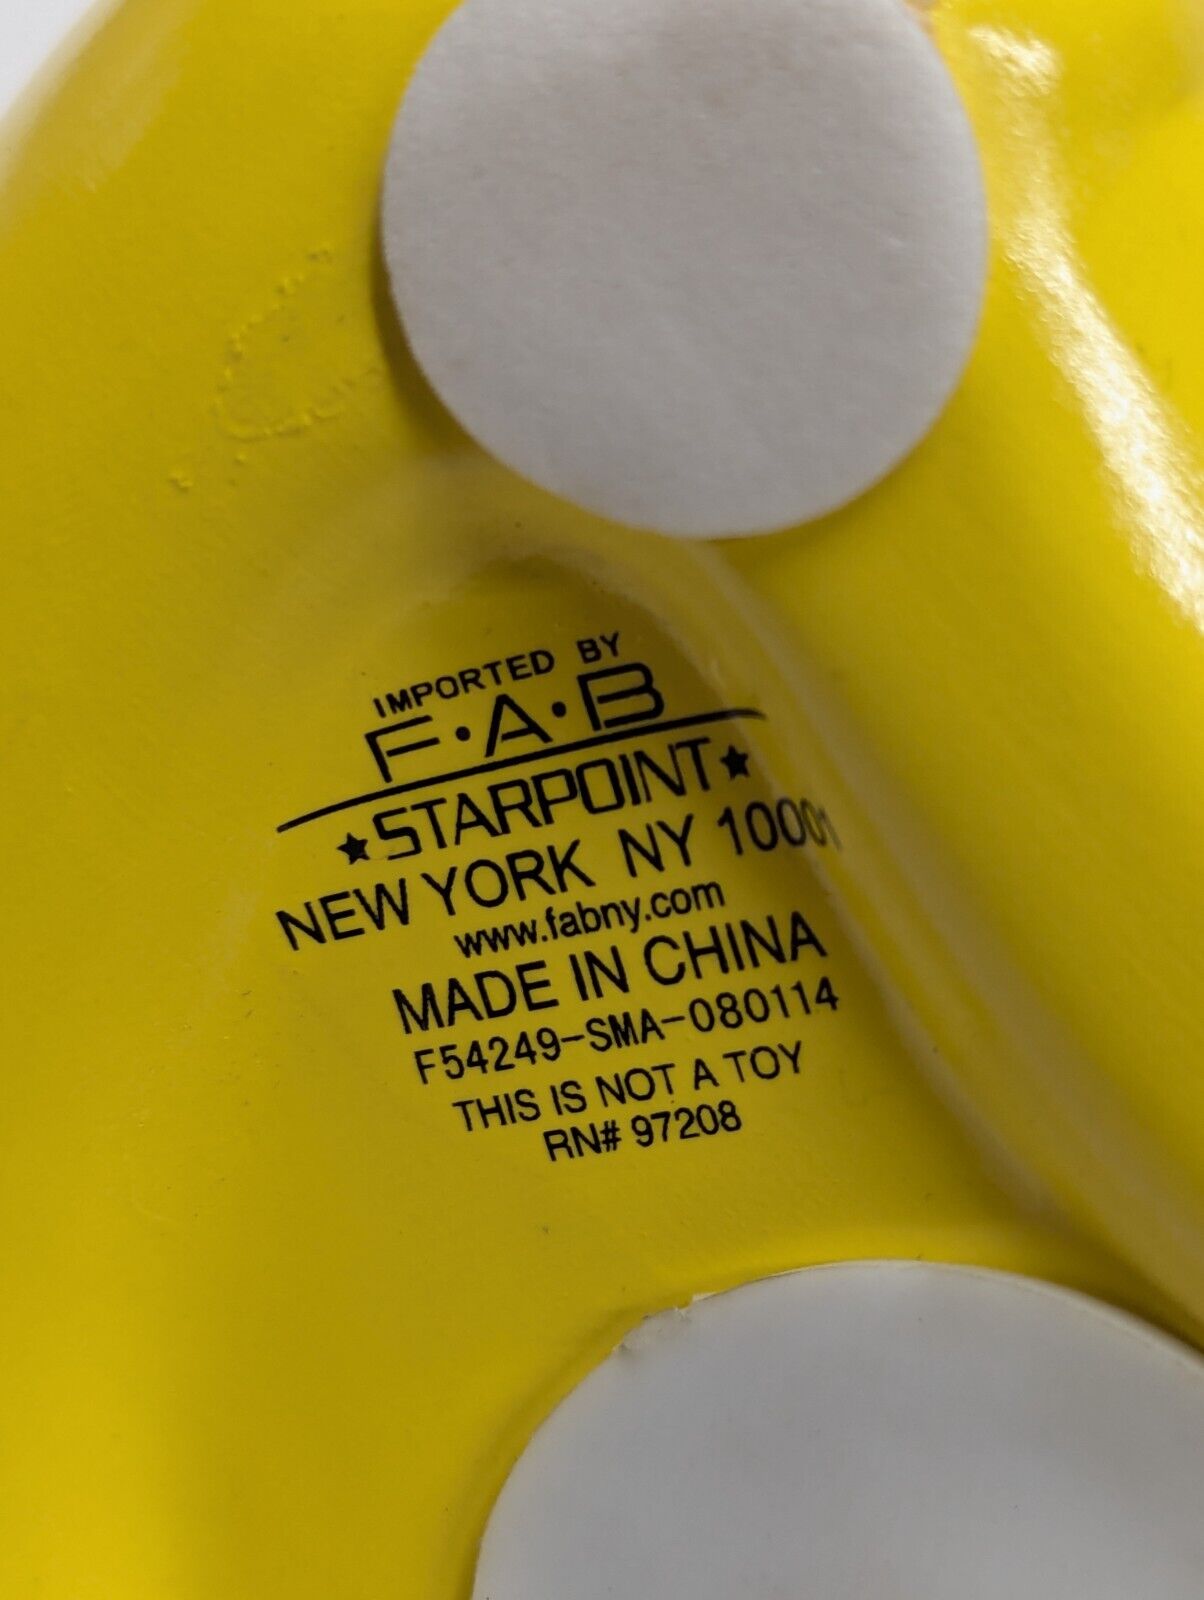 IMPORTED BY
F·A·B
★STARPOINT★
NEW YORK NY 10001
www.fabny.com
MADE IN CHINA
F54249-SMA-080114
THIS IS NOT A TOY
RN# 97208